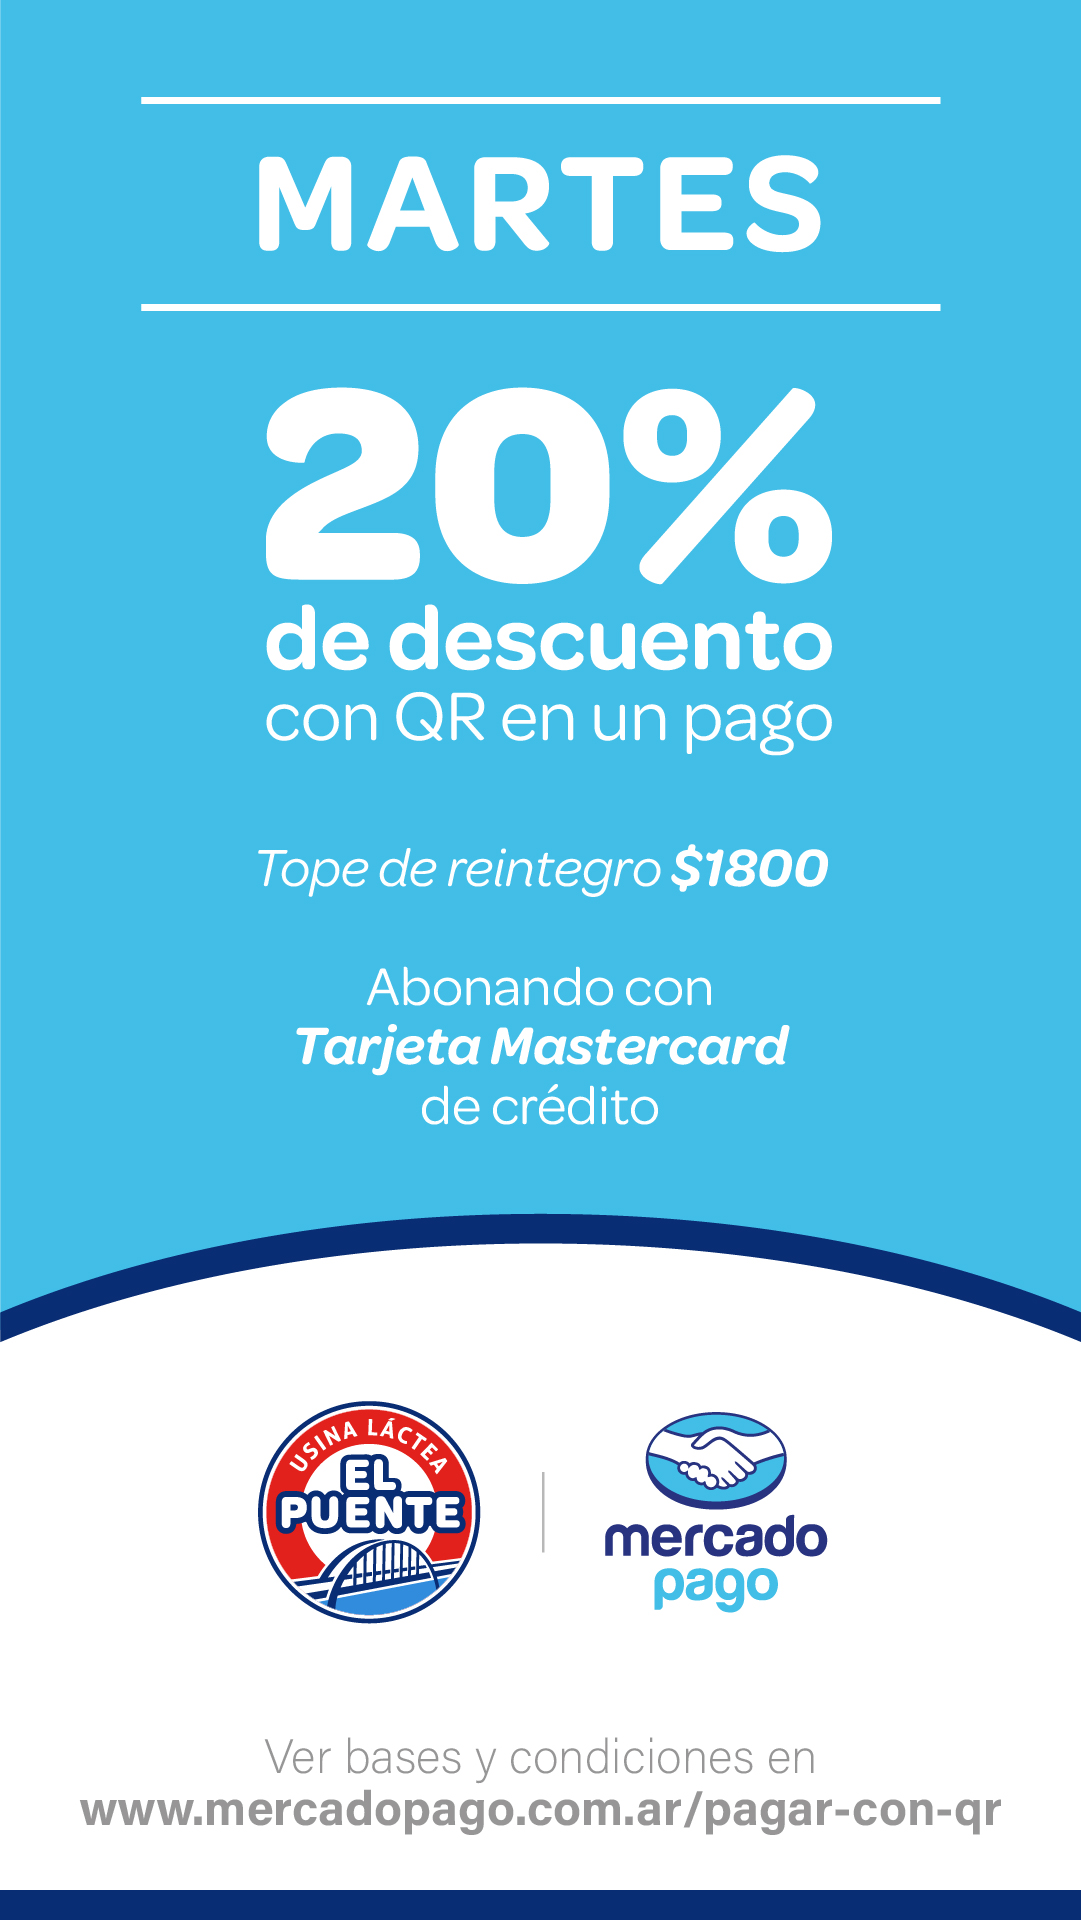 MARTES
20%
de descuento
con QR en un pago
Tope de reintegro $1800
Abonando con
Tarjeta Mastercard
de crédito
USINA LÁCTEA
EL
PUENTE
mercado
pago
Ver bases y condiciones en
www.mercadopago.com.ar/pagar-con-qr